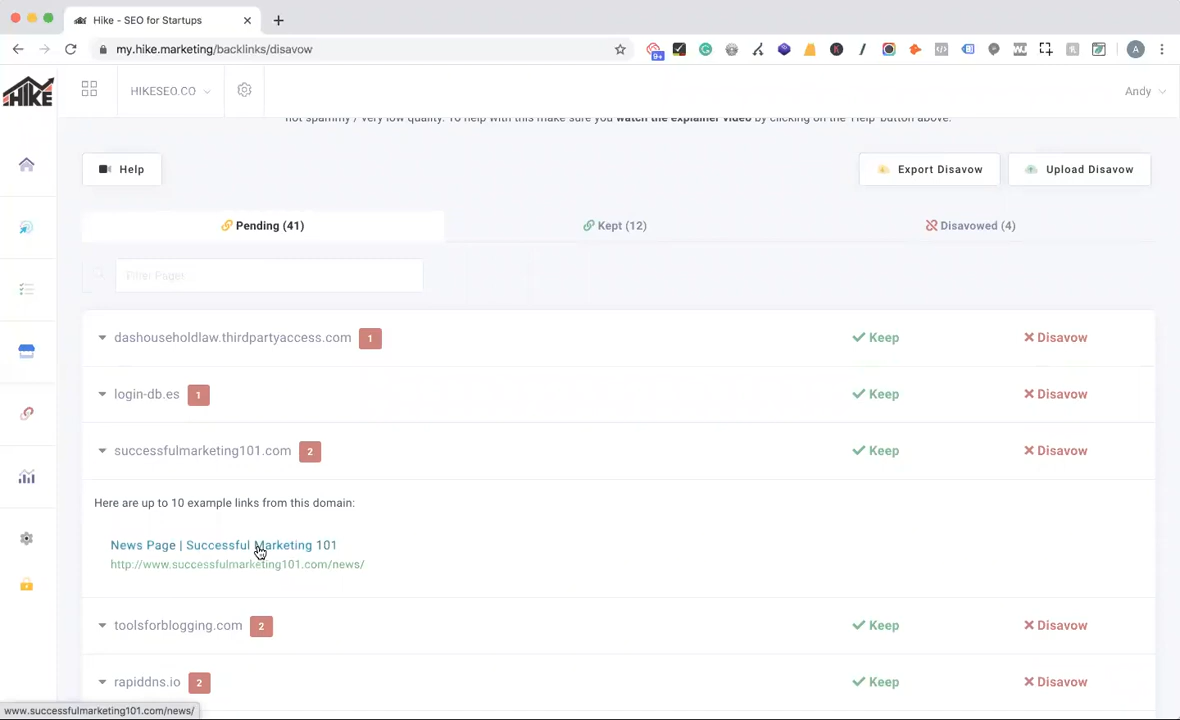 Hike - SEO for Startups
my.hike.marketing/backlinks/disavow
9+
HIKE
HIKESEO.CO
Andy
not spammy / very low quality. To help with this make sure you watch the explainer video by clicking on the 'Help' button above.
Help
Export Disavow
Upload Disavow
Pending (41)
Kept (12)
Disavowed (4)
Filter Pages
dashouseholdlaw.thirdpartyaccess.com 1 Keep Disavow
login-db.es 1 Keep Disavow
successfulmarketing101.com 2 Keep Disavow
Here are up to 10 example links from this domain:
News Page | Successful Marketing 101
http://www.successfulmarketing101.com/news/
toolsforblogging.com 2 Keep Disavow
rapiddns.io 2 Keep Disavow
www.successfulmarketing101.com/news/